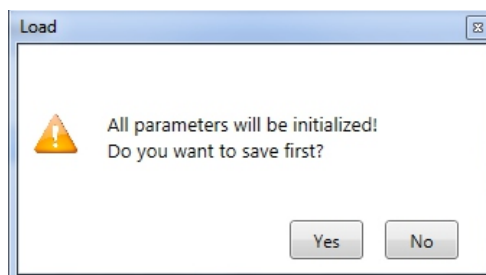 Load
All parameters will be initialized!
Do you want to save first?
Yes
No